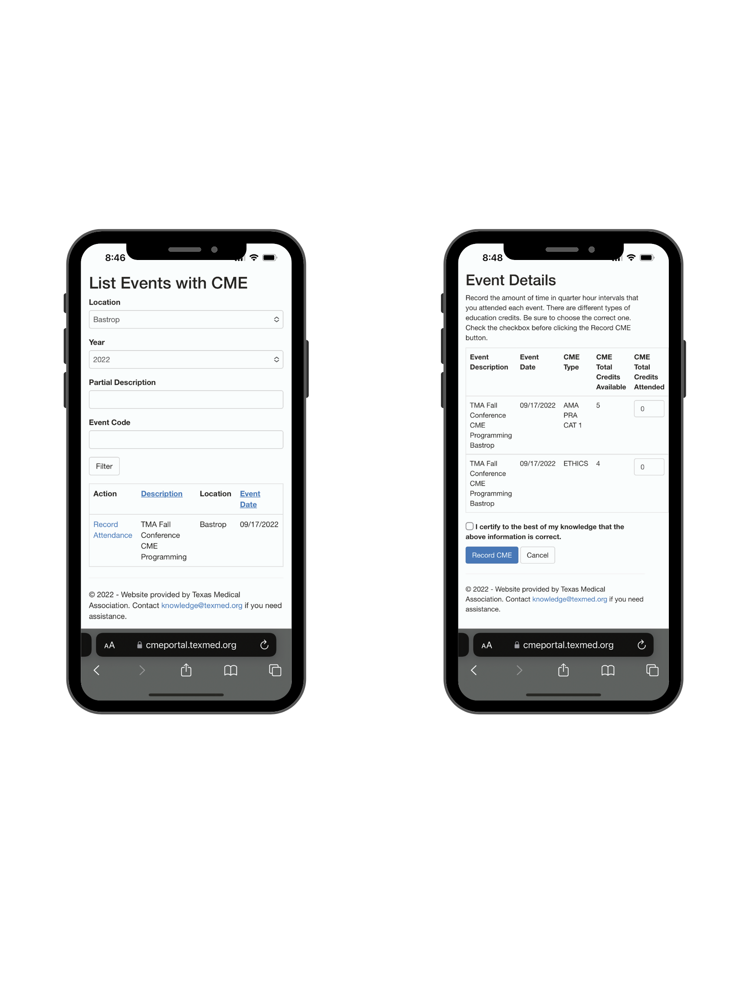 8:46
List Events with CME
Location
Bastrop
Year
2022
Partial Description
Event Code
Filter
Action Description Location Event
Date
Record TMA Fall Bastrop 09/17/2022
Attendance Conference
CME
Programming
© 2022 - Website provided by Texas Medical
Association. Contact knowledge@texmed.org if you need
assistance.
AA cmeportal.texmed.org
8:48
Event Details
Record the amount of time in quarter hour intervals that
you attended each event. There are different types of
education credits. Be sure to choose the correct one.
Check the checkbox before clicking the Record CME
button.
Event Event CME CME CME
Description Date Type Total Total
Credits Credits
Available Attended
TMA Fall 09/17/2022 AMA 5 0
Conference PRA
CME CAT 1
Programming
Bastrop
TMA Fall 09/17/2022 ETHICS 4 0
Conference
CME
Programming
Bastrop
I certify to the best of my knowledge that the
above information is correct.
Record CME Cancel
© 2022 - Website provided by Texas Medical
Association. Contact knowledge@texmed.org if you need
assistance.
AA cmeportal.texmed.org